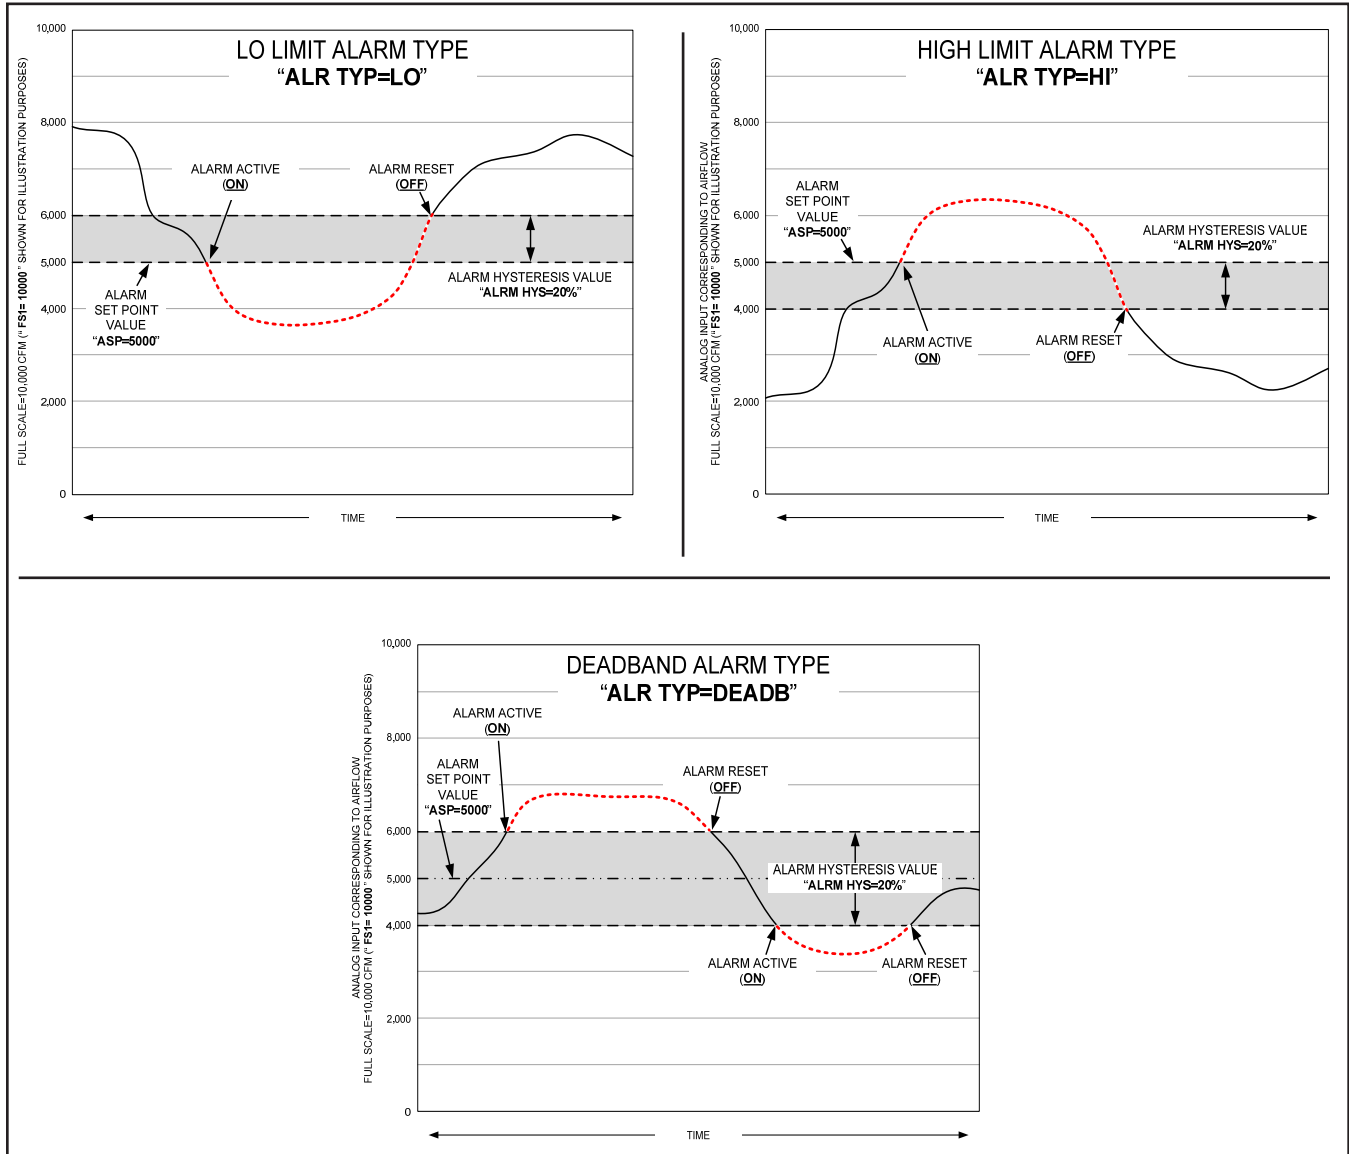 LO LIMIT ALARM TYPE
“ALR TYP=LO”
FULL SCALE=10,000 CFM (“ FS1= 10000” SHOWN FOR ILLUSTRATION PURPOSES)
10,000
8,000
6,000
5,000
4,000
2,000
0
ALARM ACTIVE
(ON)
ALARM RESET
(OFF)
ALARM
SET POINT
VALUE
“ASP=5000”
ALARM HYSTERESIS VALUE
“ALRM HYS=20%”
TIME
HIGH LIMIT ALARM TYPE
“ALR TYP=HI”
ANALOG INPUT CORRESPONDING TO AIRFLOW
FULL SCALE=10,000 CFM (“ FS1= 10000” SHOWN FOR ILLUSTRATION PURPOSES)
10,000
8,000
6,000
5,000
4,000
2,000
0
ALARM
SET POINT
VALUE
“ASP=5000”
ALARM HYSTERESIS VALUE
“ALRM HYS=20%”
ALARM ACTIVE
(ON)
ALARM RESET
(OFF)
TIME
DEADBAND ALARM TYPE
“ALR TYP=DEADB”
ANALOG INPUT CORRESPONDING TO AIRFLOW
FULL SCALE=10,000 CFM (“ FS1= 10000” SHOWN FOR ILLUSTRATION PURPOSES)
10,000
8,000
6,000
5,000
4,000
2,000
0
ALARM ACTIVE
(ON)
ALARM
SET POINT
VALUE
“ASP=5000”
ALARM RESET
(OFF)
ALARM HYSTERESIS VALUE
“ALRM HYS=20%”
ALARM ACTIVE
(ON)
ALARM RESET
(OFF)
TIME